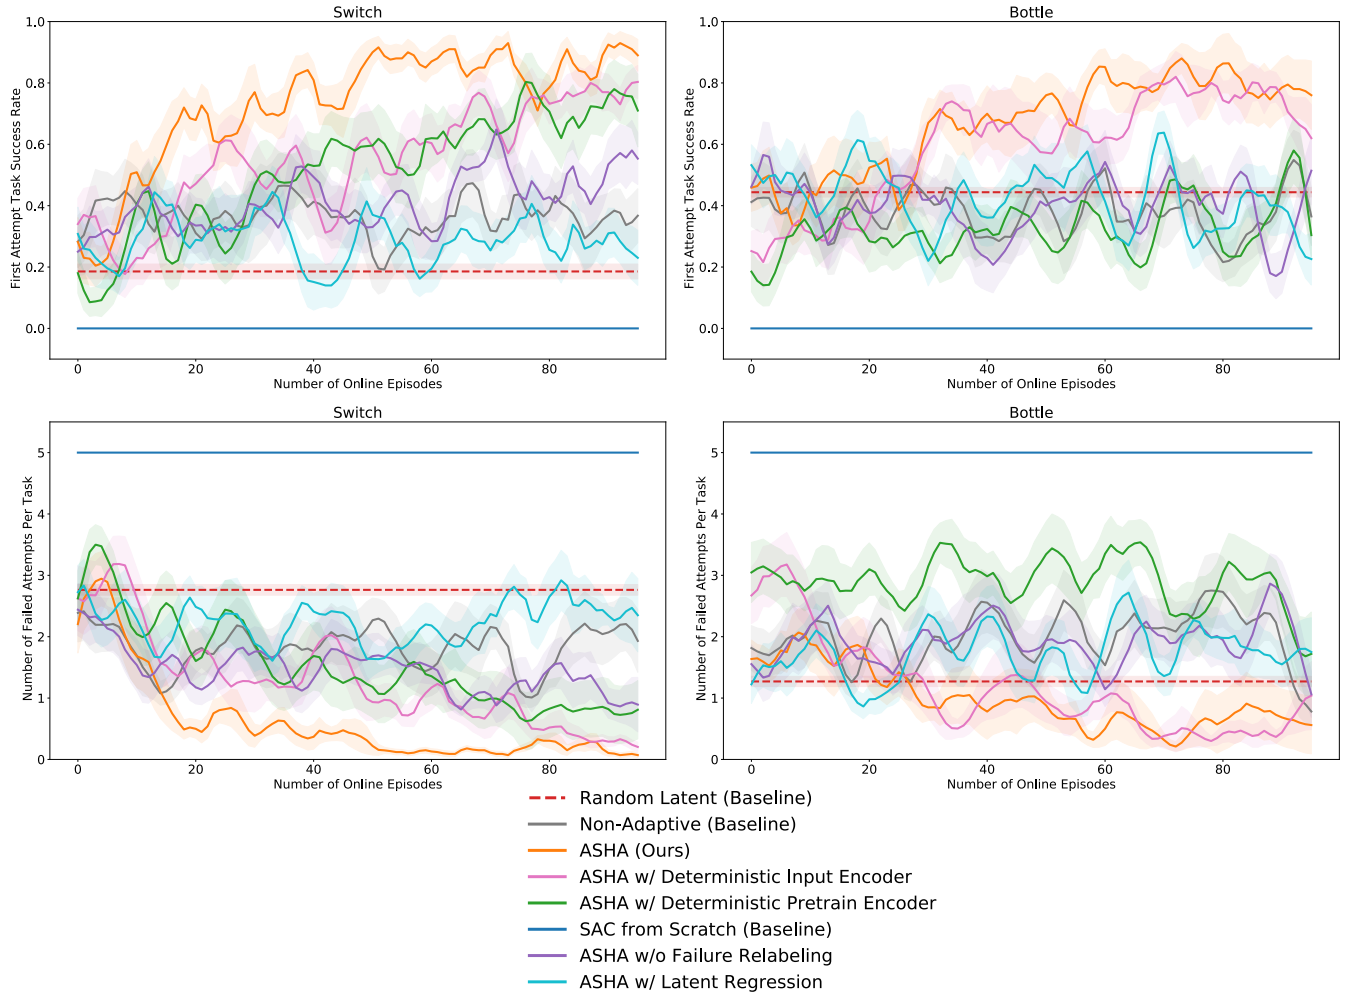 Switch
First Attempt Task Success Rate
1.0
0.8
0.6
0.4
0.2
0.0
0
20
40
60
80
Number of Online Episodes
Bottle
First Attempt Task Success Rate
1.0
0.8
0.6
0.4
0.2
0.0
0
20
40
60
80
Number of Online Episodes
Switch
Number of Failed Attempts Per Task
5
4
3
2
1
0
0
20
40
60
80
Number of Online Episodes
Bottle
Number of Failed Attempts Per Task
5
4
3
2
1
0
0
20
40
60
80
Number of Online Episodes
Random Latent (Baseline)
Non-Adaptive (Baseline)
ASHA (Ours)
ASHA w/ Deterministic Input Encoder
ASHA w/ Deterministic Pretrain Encoder
SAC from Scratch (Baseline)
ASHA w/o Failure Relabeling
ASHA w/ Latent Regression